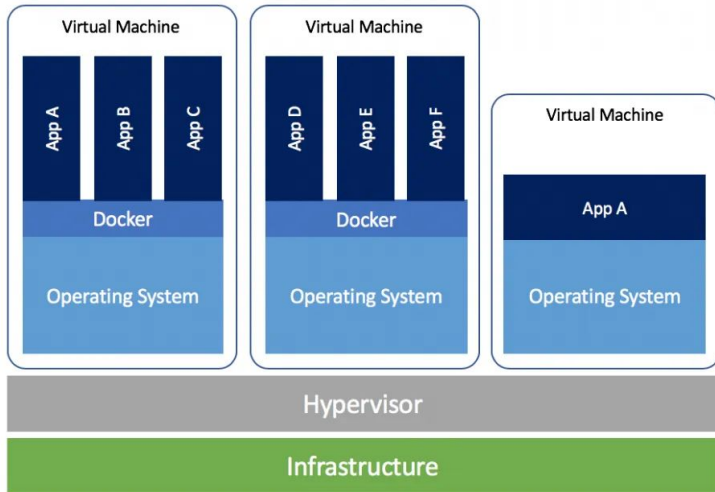 Virtual Machine
App A
App B
App C
Docker
Operating System
Virtual Machine
App D
App E
App F
Docker
Operating System
Virtual Machine
App A
Operating System
Hypervisor
Infrastructure